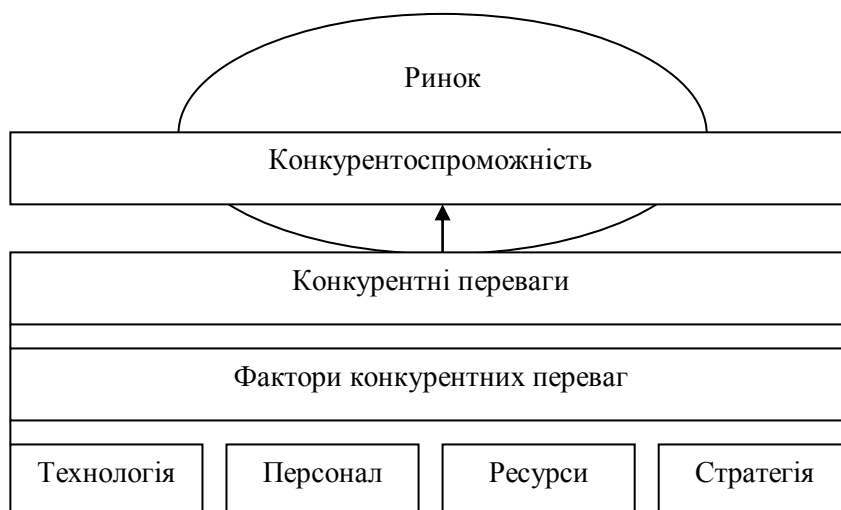 Ринок
Конкурентоспроможність
Конкурентні переваги
Фактори конкурентних переваг
Технологія
Персонал
Ресурси
Стратегія